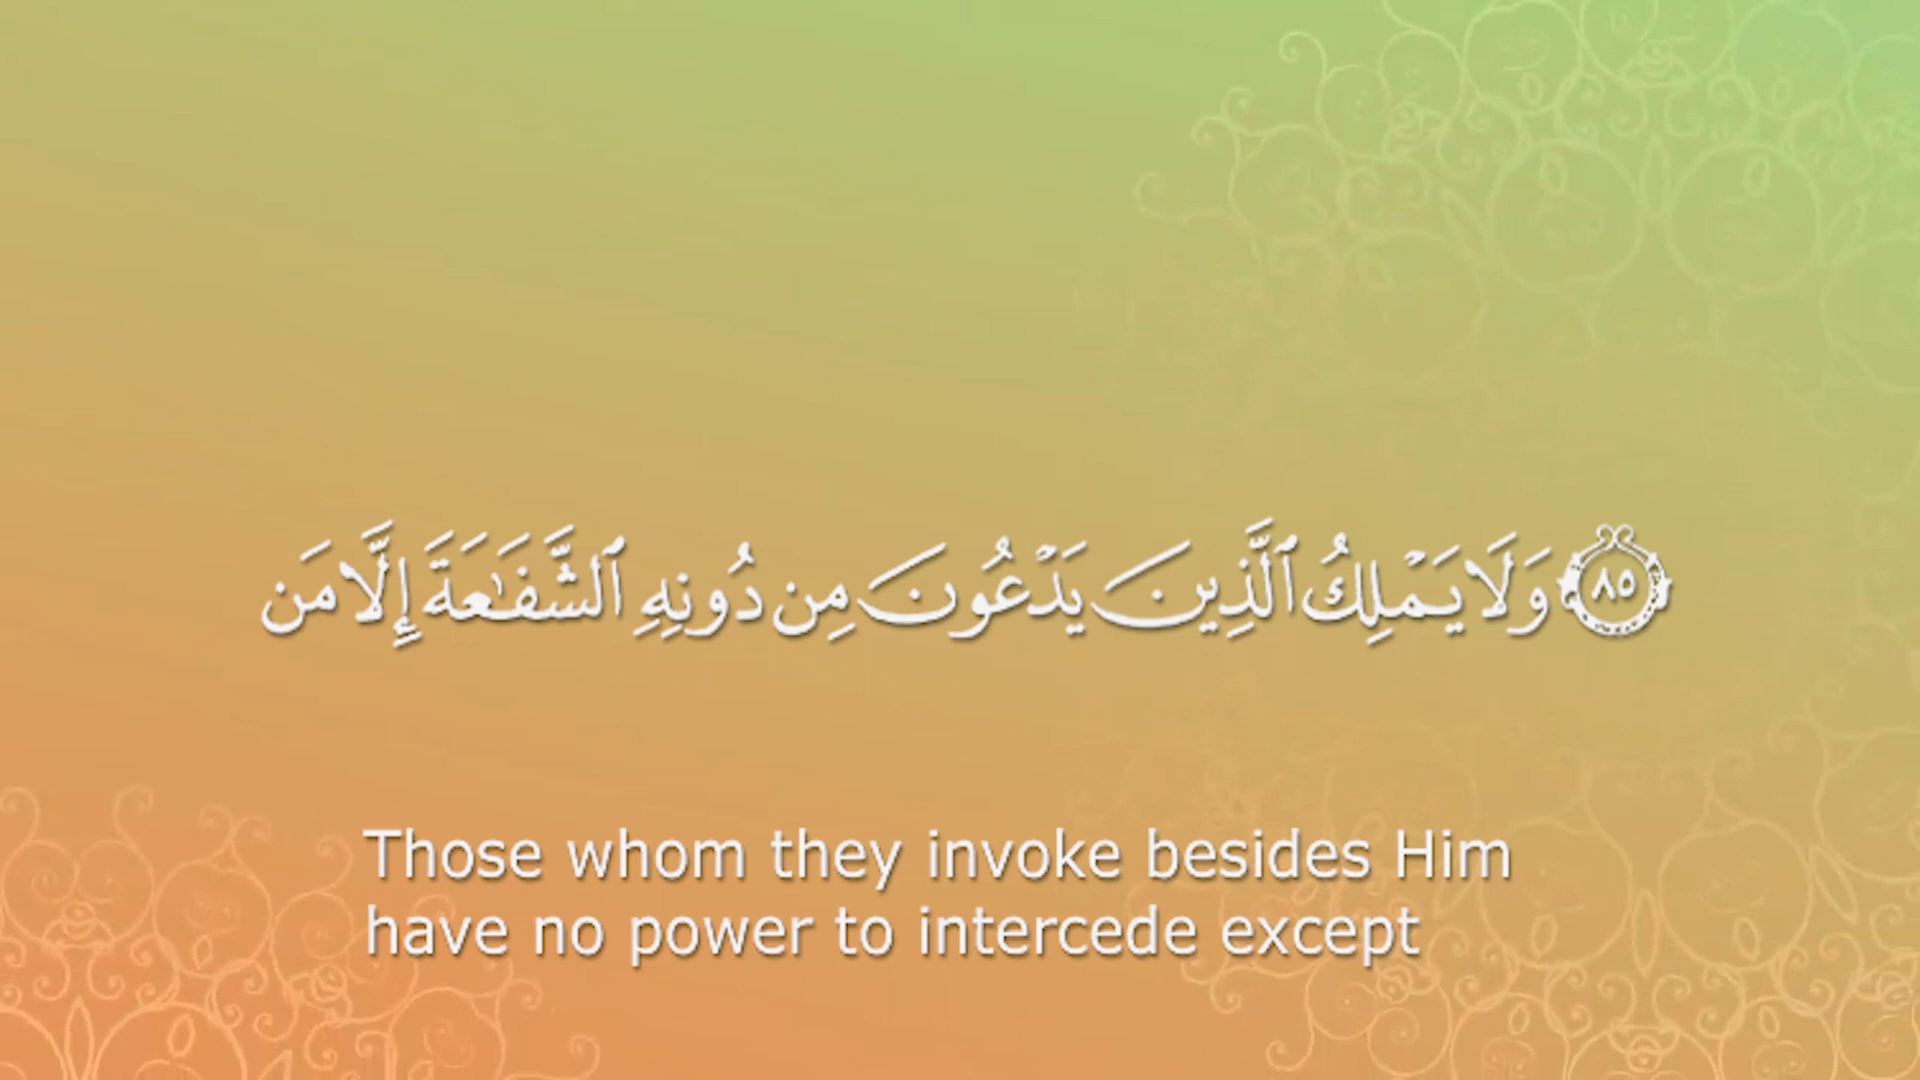 ٨٥ وَلَا يَمْلِكُ ٱلَّذِينَ يَدْعُونَ مِن دُونِهِ ٱلشَّفَـٰعَةَ إِلَّا مَن
Those whom they invoke besides Him
have no power to intercede except